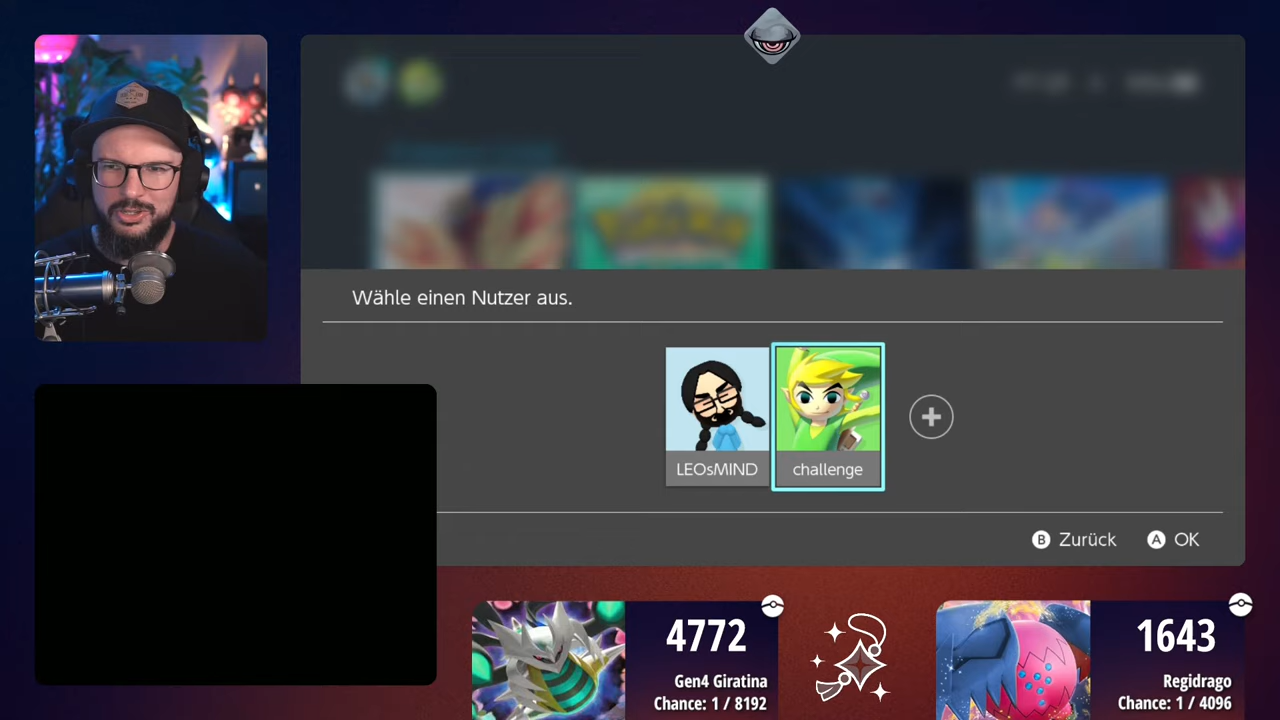 Wähle einen Nutzer aus.
LEOsMIND
challenge
B Zurück
A OK
4772
Gen4 Giratina
Chance: 1 / 8192
1643
Regidrago
Chance: 1 / 4096